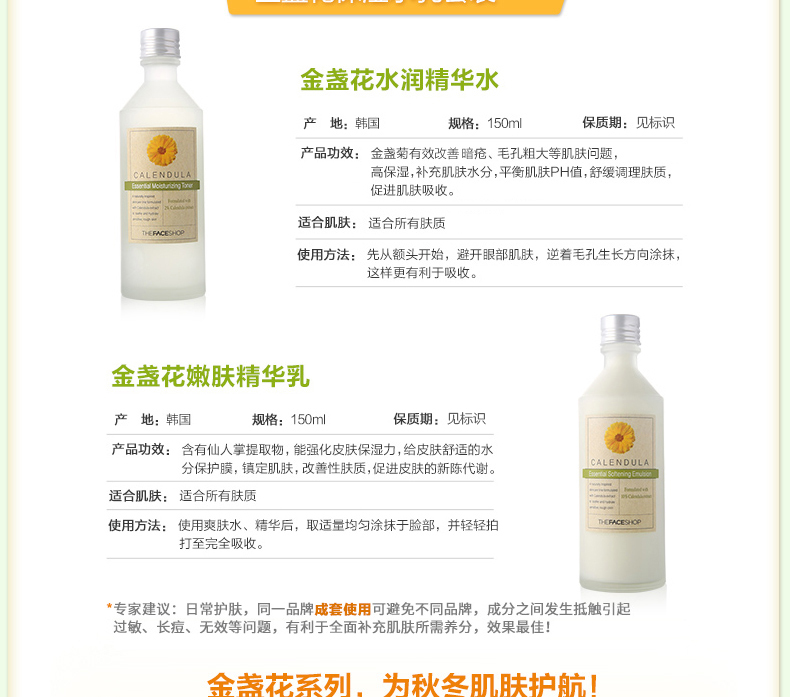 金盏花水润精华水
产 地：韩国 规格：150ml 保质期：见标识
产品功效：金盏菊有效改善暗疮、毛孔粗大等肌肤问题，
高保湿，补充肌肤水分，平衡肌肤PH值，舒缓调理肤质，
促进肌肤吸收。
适合肌肤：适合所有肤质
使用方法：先从额头开始，避开眼部肌肤，逆着毛孔生长方向涂抹，
这样更有利于吸收。
CALENDULA
Essential Moisturizing Toner
THEFACESHOP
金盏花嫩肤精华乳
产 地：韩国 规格：150ml 保质期：见标识
产品功效：含有仙人掌提取物，能强化皮肤保湿力，给皮肤舒适的水
分保护膜，镇定肌肤，改善性肤质，促进皮肤的新陈代谢。
适合肌肤：适合所有肤质
使用方法：使用爽肤水、精华后，取适量均匀涂抹于脸部，并轻轻拍
打至完全吸收。
CALENDULA
Essential Softening Emulsion
THEFACESHOP
*专家建议：日常护肤，同一品牌成套使用可避免不同品牌，成分之间发生抵触引起
过敏、长痘、无效等问题，有利于全面补充肌肤所需养分，效果最佳！
金盏花系列，为秋冬肌肤护航！